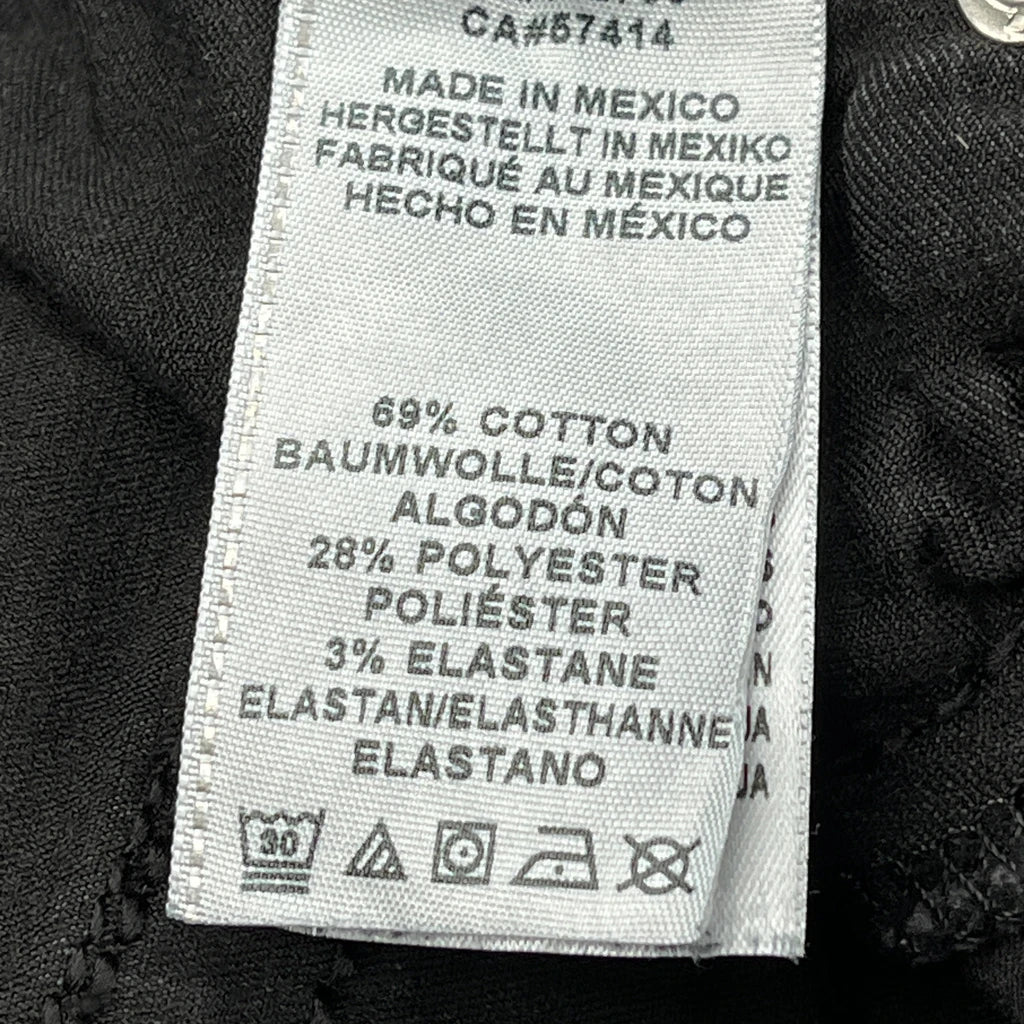 CA#57414
MADE IN MEXICO
HERGESTELLT IN MEXIKO
FABRIQUÉ AU MEXIQUE
HECHO EN MÉXICO
69% COTTON
BAUMWOLLE/COTON
ALGODÓN
28% POLYESTER
POLIÉSTER
3% ELASTANE
ELASTAN/ELASTHANNE
ELASTANO
30